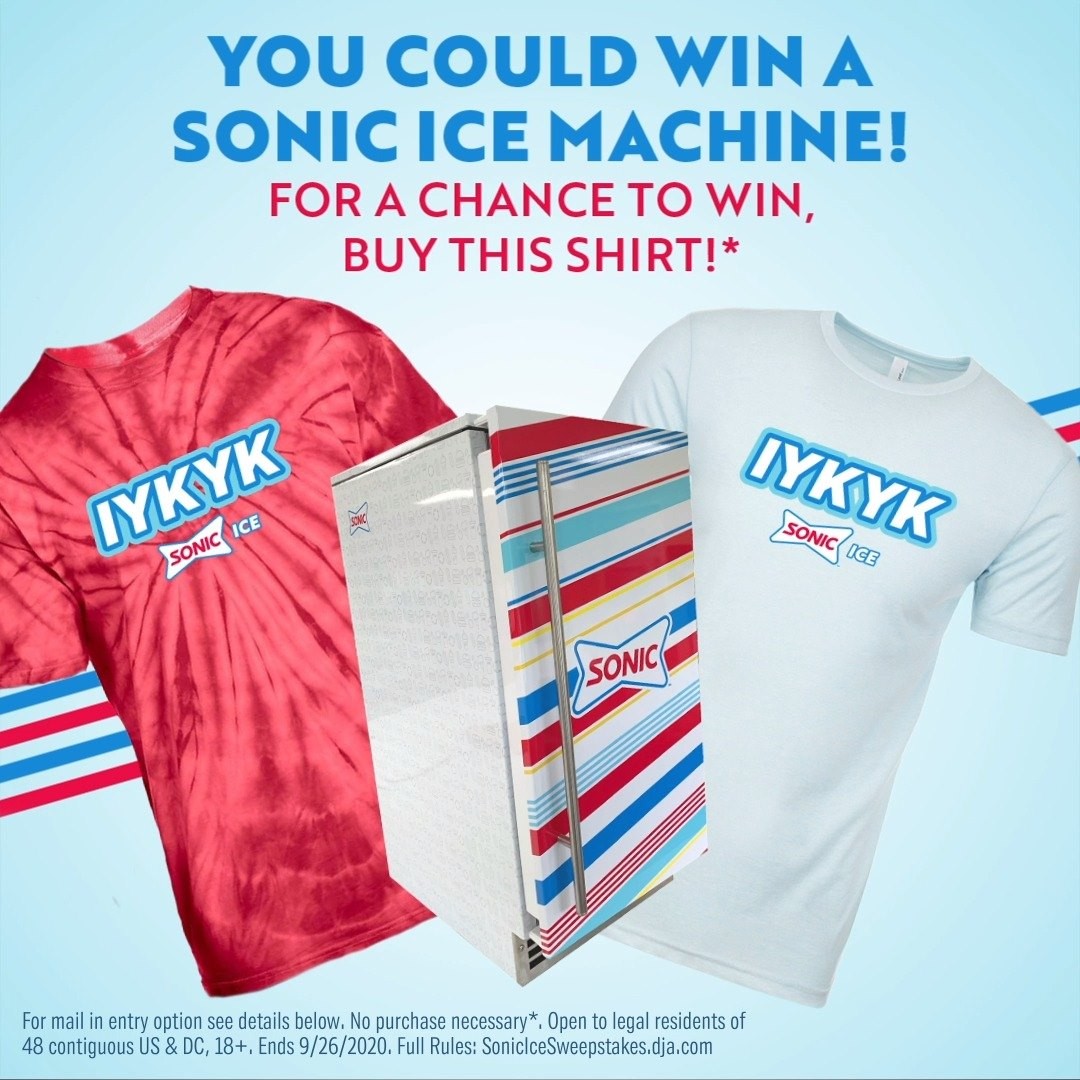 YOU COULD WIN A
SONIC ICE MACHINE!
FOR A CHANCE TO WIN,
BUY THIS SHIRT!*
IYKYK
SONIC ICE
SONIC
SONIC
IYKYK
SONIC ICE
For mail in entry option see details below. No purchase necessary*. Open to legal residents of
48 contiguous US & DC, 18+. Ends 9/26/2020. Full Rules: SonicIceSweepstakes.dja.com